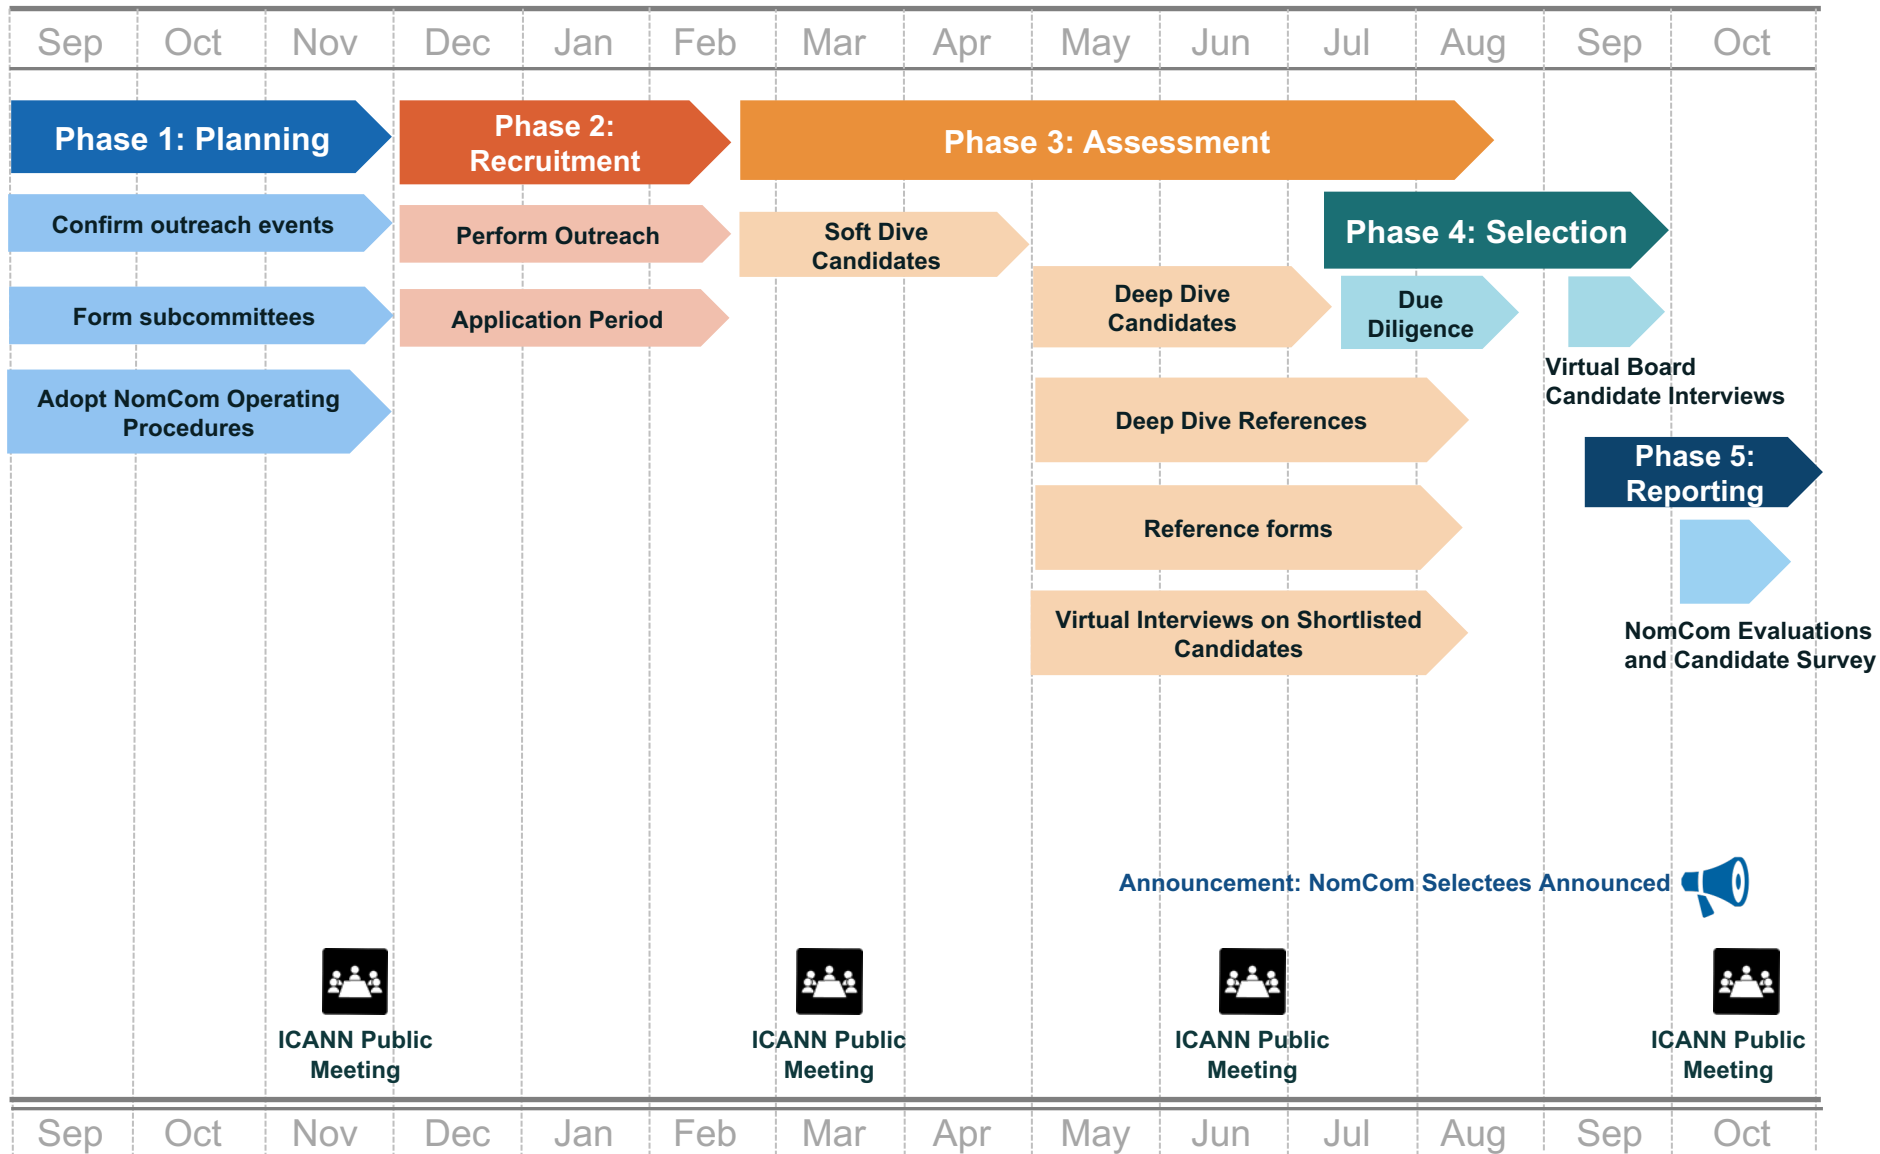 Sep Oct Nov Dec Jan Feb Mar Apr May Jun Jul Aug Sep Oct
Phase 1: Planning
Phase 2:
Recruitment
Phase 3: Assessment
Confirm outreach events
Perform Outreach
Soft Dive
Candidates
Phase 4: Selection
Form subcommittees
Application Period
Deep Dive
Candidates
Due
Diligence
Virtual Board
Candidate Interviews
Adopt NomCom Operating
Procedures
Deep Dive References
Phase 5:
Reporting
Reference forms
Virtual Interviews on Shortlisted
Candidates
NomCom Evaluations
and Candidate Survey
Announcement: NomCom Selectees Announced
ICANN Public
Meeting
ICANN Public
Meeting
ICANN Public
Meeting
ICANN Public
Meeting
Sep Oct Nov Dec Jan Feb Mar Apr May Jun Jul Aug Sep Oct